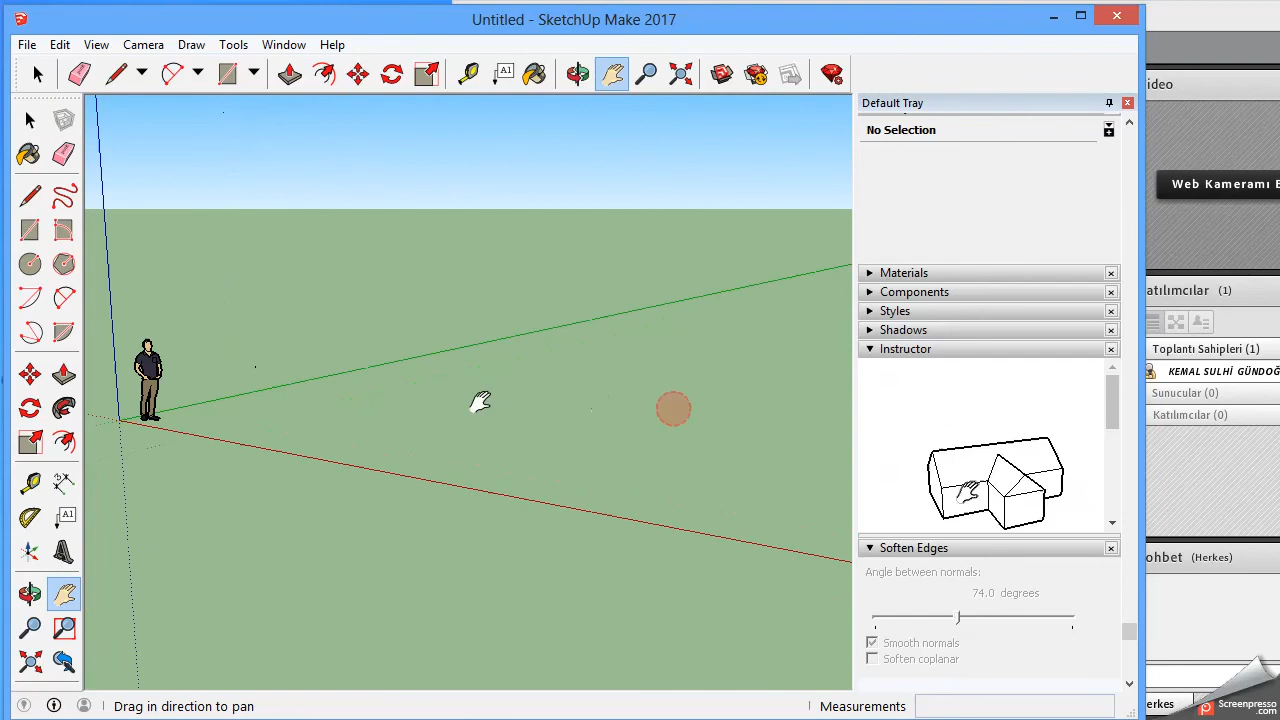 Untitled - SketchUp Make 2017
File Edit View Camera Draw Tools Window Help
A1
Default Tray
No Selection
Materials
Components
Styles
Shadows
Instructor
Soften Edges
Angle between normals:
74.0 degrees
Smooth normals
Soften coplanar
A1
Drag in direction to pan
Measurements
ideo
Web Kameramı
atılımcılar (1)
Toplantı Sahipleri (1)
KEMAL SULHİ GÜNDOĞ
Sunucular (0)
Katılımcılar (0)
ohbet (Herkes)
erkes
Screenpresso
.com